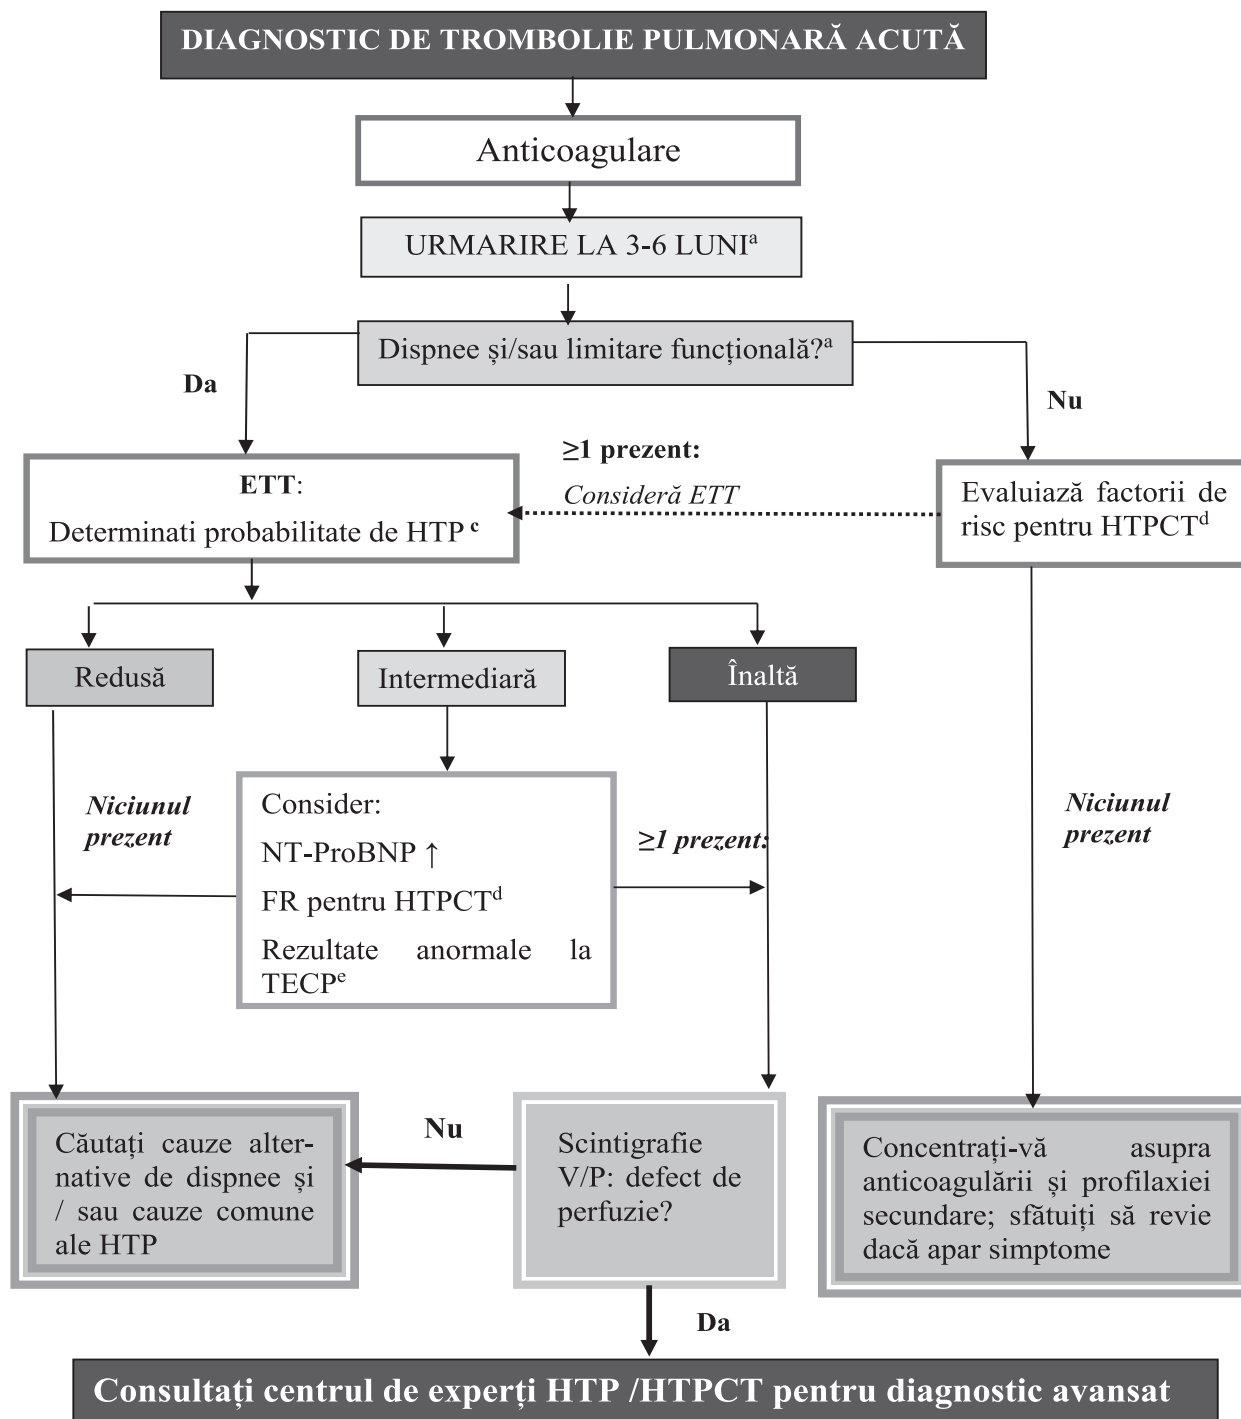 DIAGNOSTIC DE TROMBOLIE PULMONARĂ ACUTĂ
Anticoagulare
URMARIRE LA 3-6 LUNIᵃ
Dispnee și/sau limitare funcțională?ᵃ
Da
Nu
≥1 prezent:
Consideră ETT
ETT:
Determinati probabilitate de HTP ᶜ
Evaluiază factorii de
risc pentru HTPCTᵈ
Redusă
Intermediară
Înaltă
Niciunul
prezent
Consider:
NT-ProBNP ↑
FR pentru HTPCTᵈ
Rezultate anormale la
TECPᵉ
≥1 prezent:
Niciunul
prezent
Căutați cauze alter-
native de dispnee și
/ sau cauze comune
ale HTP
Nu
Scintigrafie
V/P: defect de
perfuzie?
Concentrați-vă asupra
anticoagulării și profilaxiei
secundare; sfătuiți să revie
dacă apar simptome
Da
Consultați centrul de experți HTP /HTPCT pentru diagnostic avansat